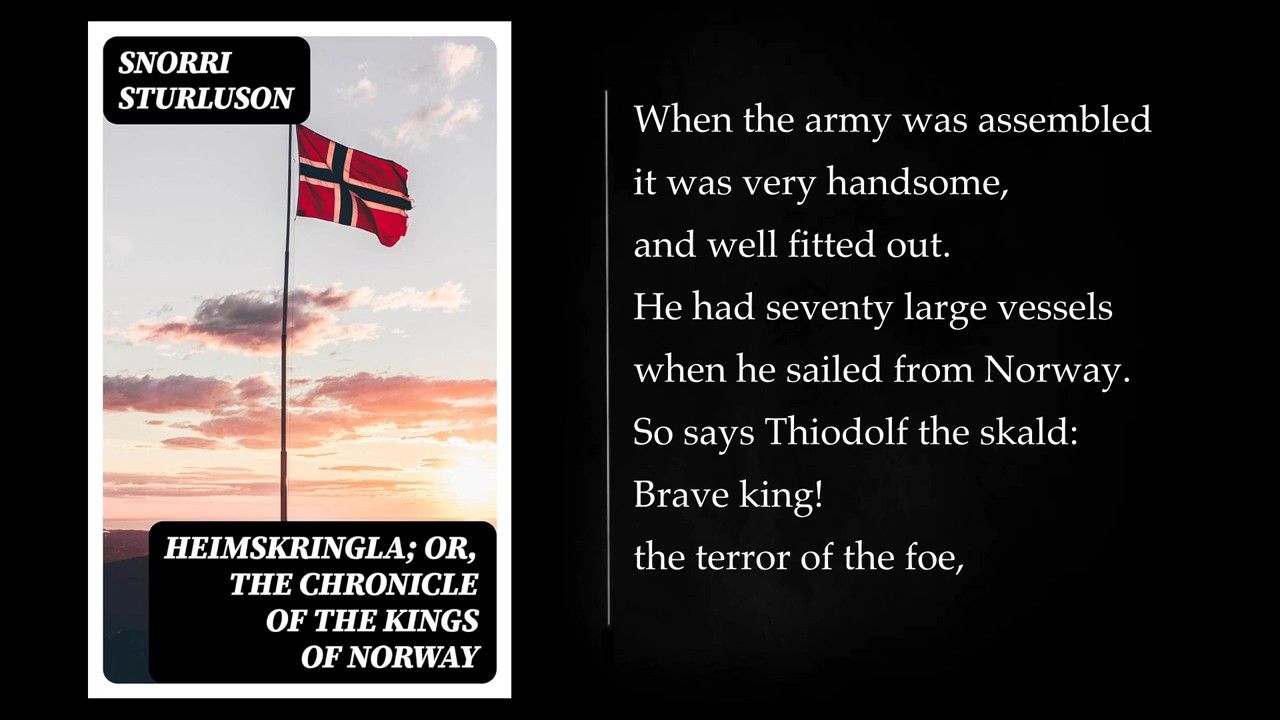 SNORRI
STURLUSON
HEIMSKRINGLA; OR,
THE CHRONICLE
OF THE KINGS
OF NORWAY
When the army was assembled
it was very handsome,
and well fitted out.
He had seventy large vessels
when he sailed from Norway.
So says Thiodolf the skald:
Brave king!
the terror of the foe,